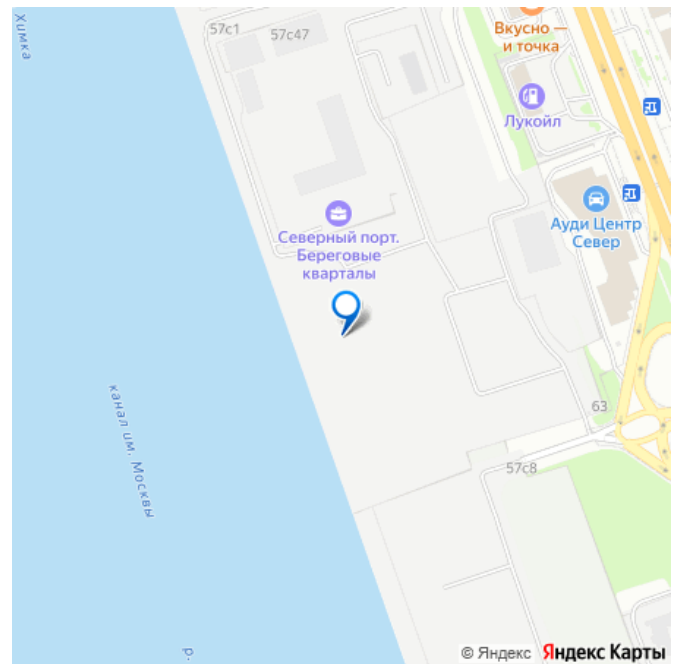 Химка
57с1
57с47
Вкусно —
и точка
Лукойл
Ауди Центр
Север
Северный порт.
Береговые
кварталы
63
57с8
канал им. Москвы
р.
© Яндекс Яндекс Карты